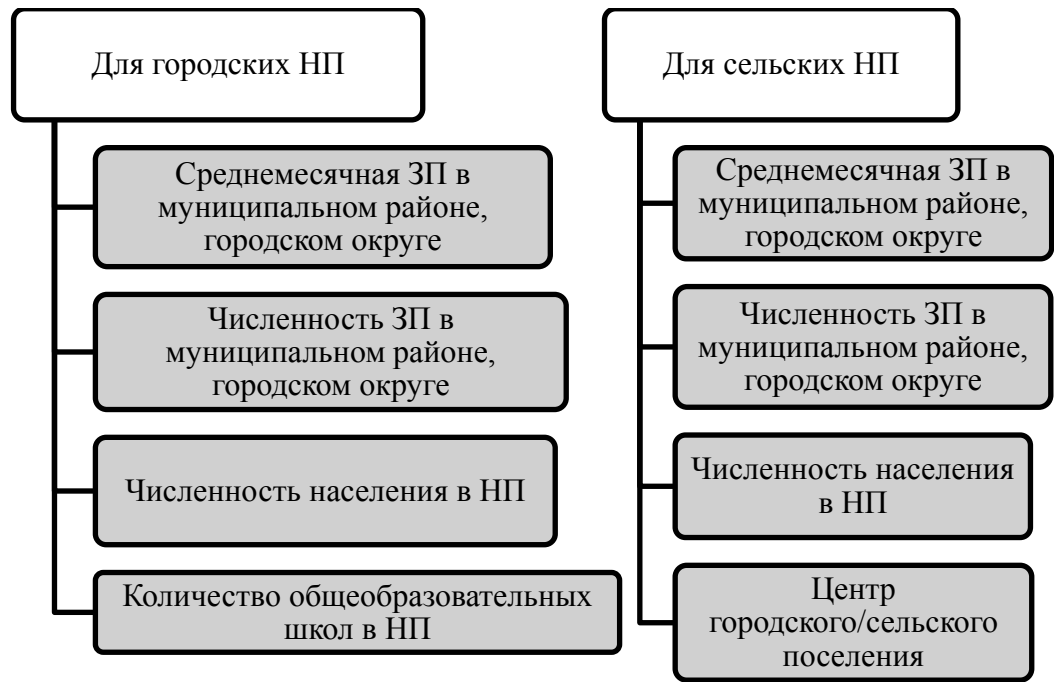 Для городских НП
Среднемесячная ЗП в
муниципальном районе,
городском округе
Численность ЗП в
муниципальном районе,
городском округе
Численность населения в НП
Количество общеобразовательных
школ в НП
Для сельских НП
Среднемесячная ЗП в
муниципальном районе,
городском округе
Численность ЗП в
муниципальном районе,
городском округе
Численность населения
в НП
Центр
городского/сельского
поселения